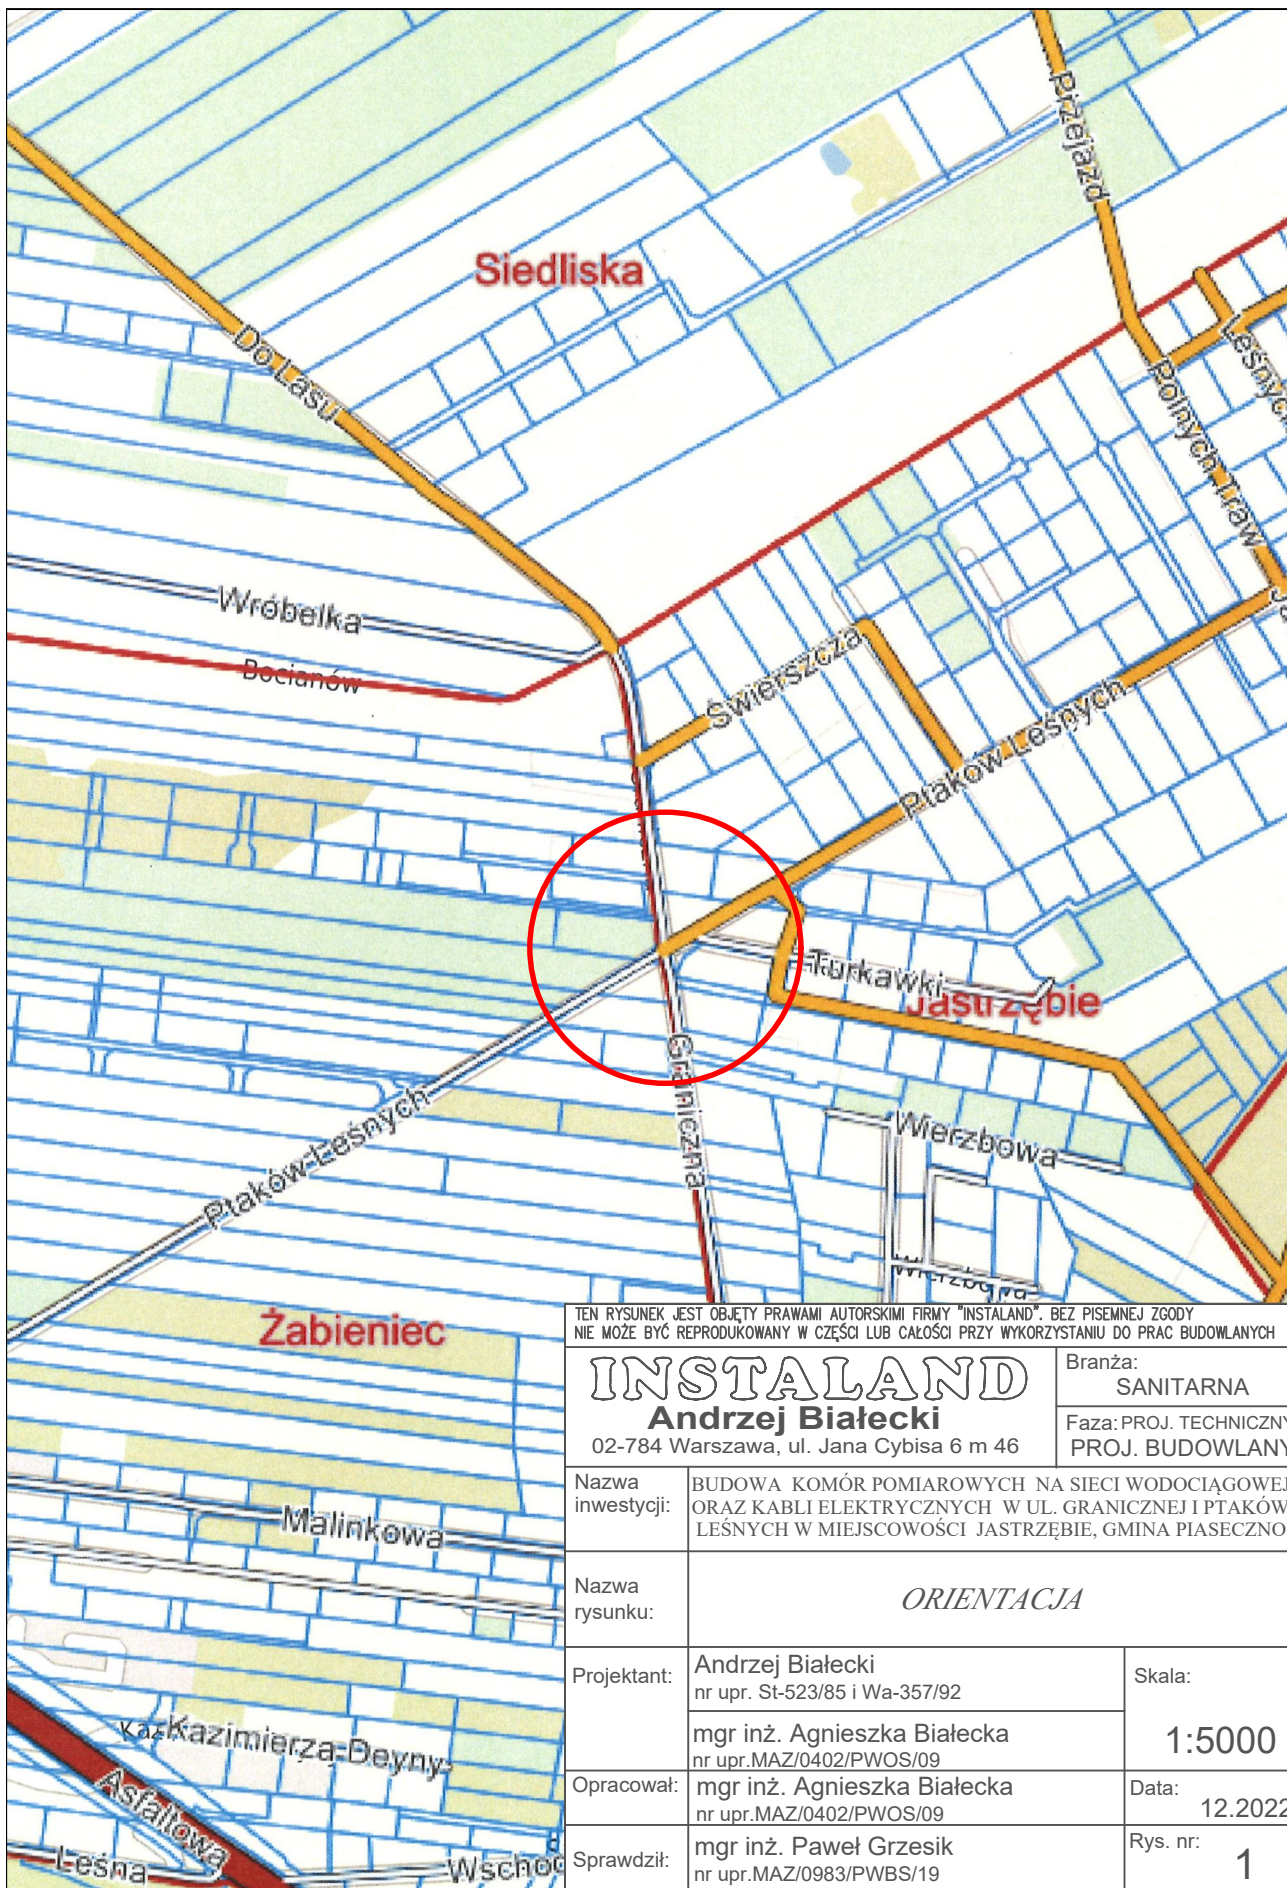 Przejazd
Siedliska
Do Lasu
Leśnych
Polnych Traw
Wróbelka
Bocianów
Świerszcza
Ptaków Leśnych
Turkawki
Jastrzębie
Graniczna
Ptaków Leśnych
Wierzbowa
Wierzbowa
Żabieniec
Malinkowa
Kaz
Kazimierza Deyny
Asfaltowa
Leśna
Wschod
TEN RYSUNEK JEST OBJĘTY PRAWAMI AUTORSKIMI FIRMY "INSTALAND". BEZ PISEMNEJ ZGODY
NIE MOŻE BYĆ REPRODUKOWANY W CZĘŚCI LUB CAŁOŚCI PRZY WYKORZYSTANIU DO PRAC BUDOWLANYCH
INSTALAND
Andrzej Białecki
02-784 Warszawa, ul. Jana Cybisa 6 m 46
Branża:
SANITARNA
Faza: PROJ. TECHNICZNY
PROJ. BUDOWLANY
Nazwa
inwestycji:
BUDOWA KOMÓR POMIAROWYCH NA SIECI WODOCIĄGOWEJ
ORAZ KABLI ELEKTRYCZNYCH W UL. GRANICZNEJ I PTAKÓW
LEŚNYCH W MIEJSCOWOŚCI JASTRZĘBIE, GMINA PIASECZNO
Nazwa
rysunku:
ORIENTACJA
Projektant:
Andrzej Białecki
nr upr. St-523/85 i Wa-357/92
mgr inż. Agnieszka Białecka
nr upr.MAZ/0402/PWOS/09
Skala:
1:5000
Opracował:
mgr inż. Agnieszka Białecka
nr upr.MAZ/0402/PWOS/09
Data:
12.2022
Sprawdził:
mgr inż. Paweł Grzesik
nr upr.MAZ/0983/PWBS/19
Rys. nr:
1